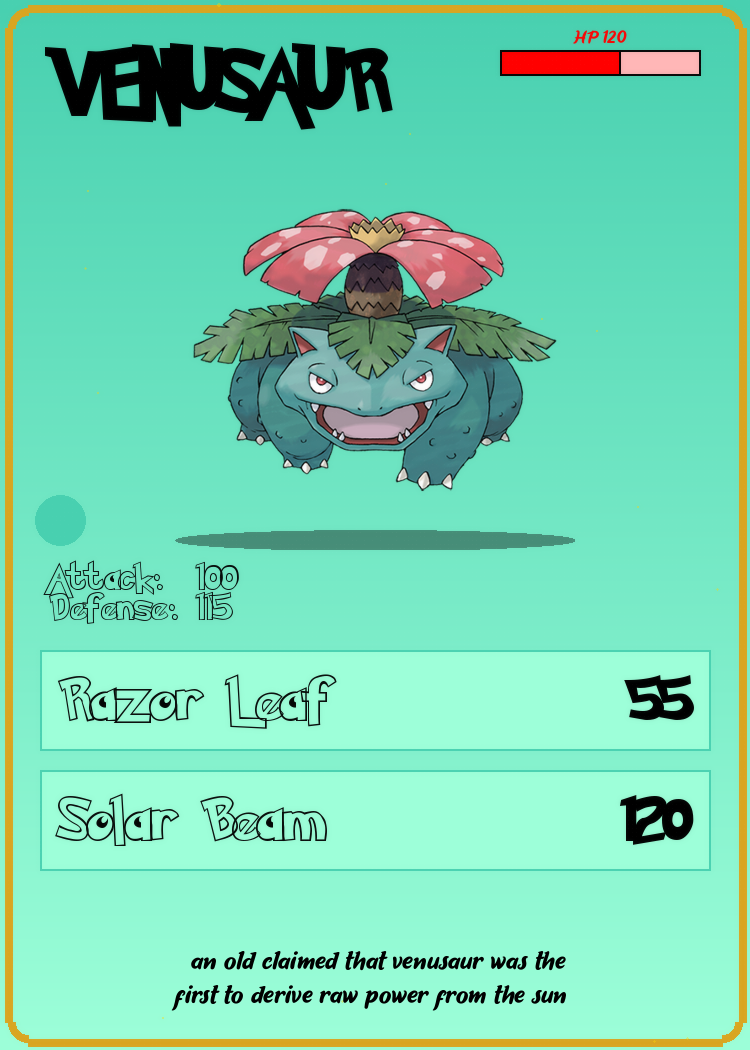 VENUSAUR
HP 120
Attack: 100
Defense: 115
Razor Leaf 55
Solar Beam 120
an old claimed that venusaur was the
first to derive raw power from the sun